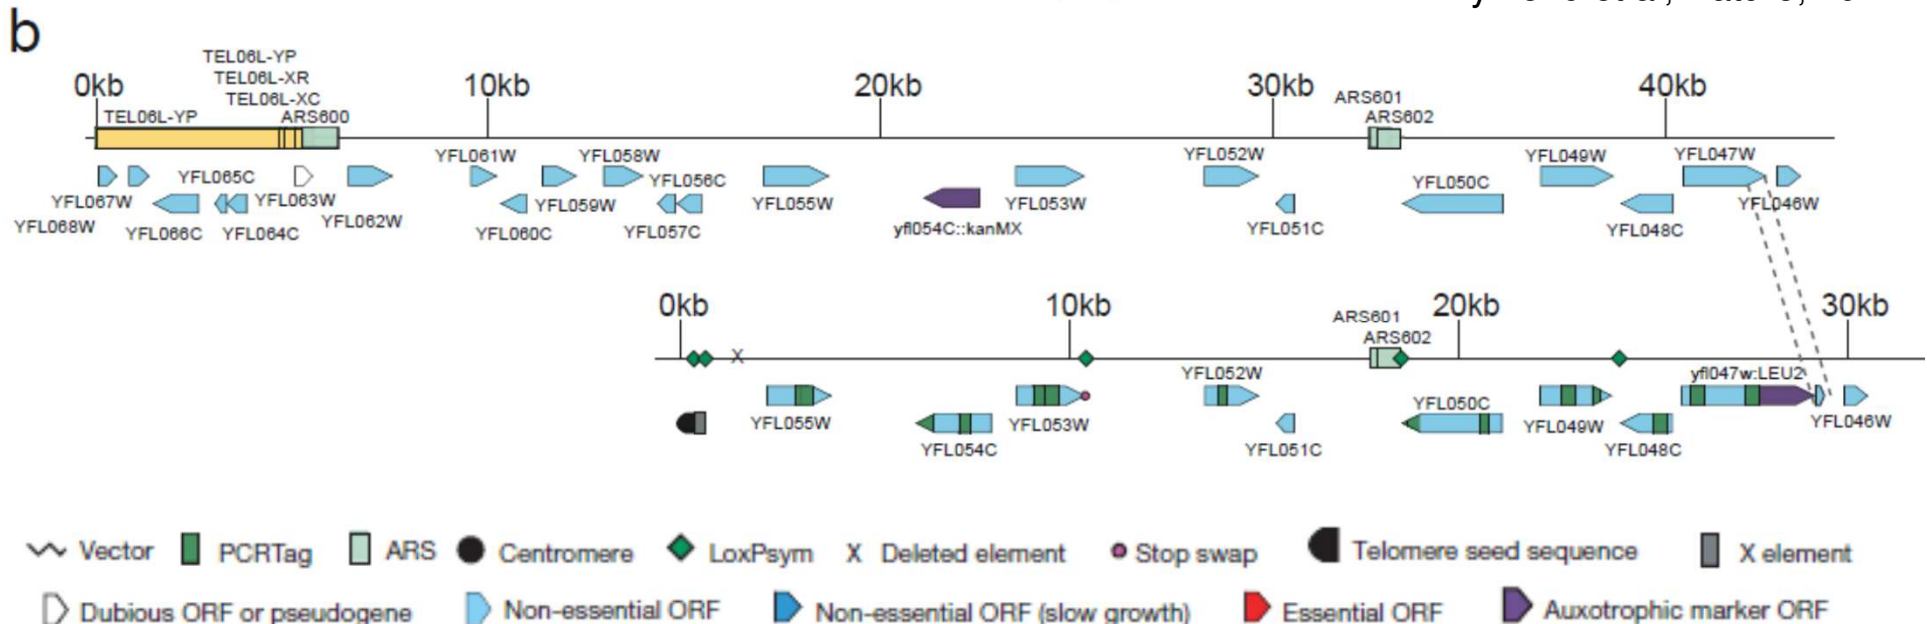 b
TEL06L-YP
TEL06L-XR
TEL06L-XC
0kb 10kb 20kb 30kb 40kb
TEL06L-YP ARS600 ARS601 ARS602
YFL061W YFL058W YFL052W YFL049W YFL047W
YFL065C YFL056C YFL050C
YFL067W YFL063W YFL059W YFL055W YFL053W YFL046W
YFL068W YFL066C YFL064C YFL062W YFL060C YFL057C yfl054C::kanMX YFL051C YFL048C
0kb 10kb 20kb 30kb
ARS601
ARS602
X
YFL052W yfl047w:LEU2
YFL050C
YFL055W YFL053W YFL049W YFL046W
YFL054C YFL051C YFL048C
Vector PCRTag ARS Centromere LoxPsym X Deleted element Stop swap Telomere seed sequence X element
Dubious ORF or pseudogene Non-essential ORF Non-essential ORF (slow growth) Essential ORF Auxotrophic marker ORF